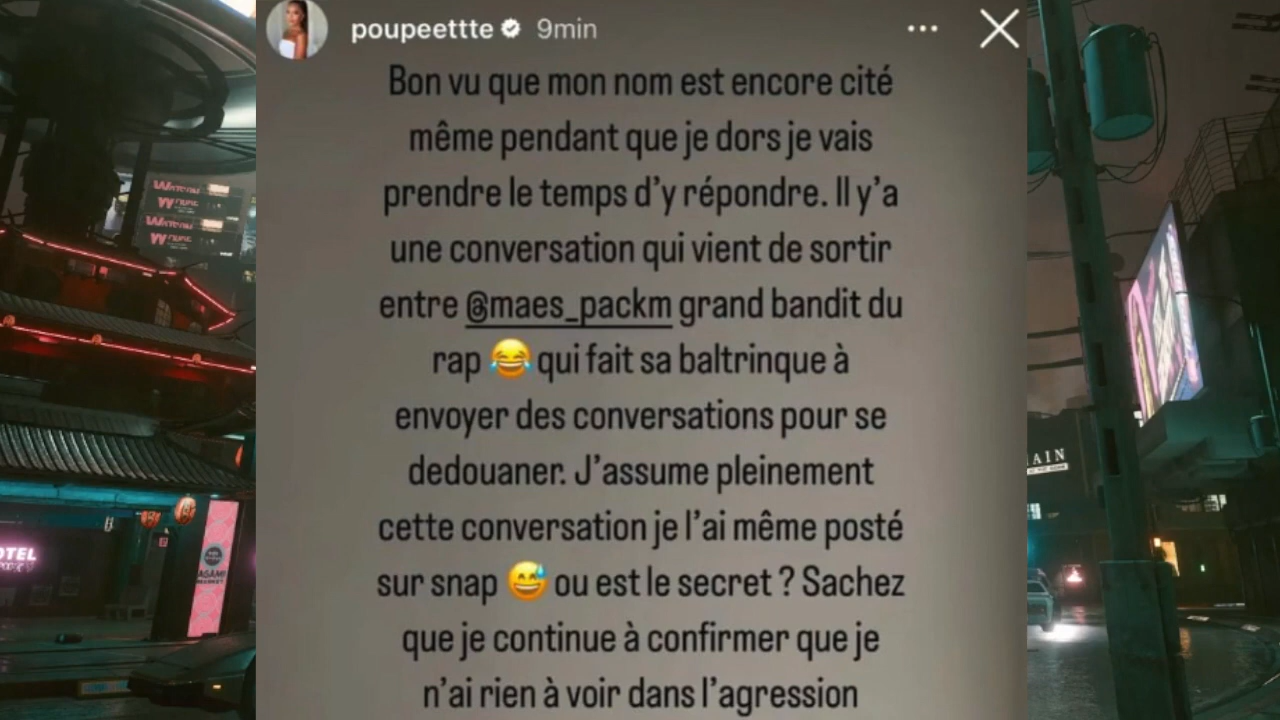 poupeettte 9min
Bon vu que mon nom est encore cité
même pendant que je dors je vais
prendre le temps d'y répondre. Il y'a
une conversation qui vient de sortir
entre @maes_packm grand bandit du
rap 😂 qui fait sa baltrinque à
envoyer des conversations pour se
dedouaner. J'assume pleinement
cette conversation je l'ai même posté
sur snap 😅 ou est le secret ? Sachez
que je continue à confirmer que je
n'ai rien à voir dans l'agression
OTEL
AIN